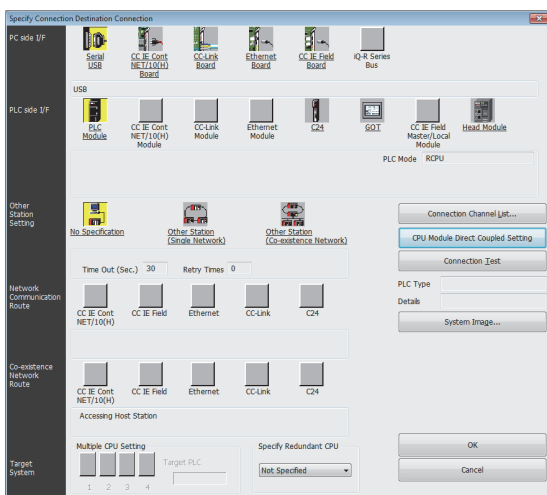 Specify Connection Destination Connection
PC side I/F
Serial
USB
CC IE Cont
NET/10(H)
Board
CC-Link
Board
Ethernet
Board
CC IE Field
Board
iQ-R Series
Bus
USB
PLC side I/F
PLC
Module
CC IE Cont
NET/10(H)
Module
CC-Link
Module
Ethernet
Module
C24
GOT
CC IE Field
Master/Local
Module
Head Module
PLC Mode RCPU
Other
Station
Setting
No Specification
Other Station
(Single Network)
Other Station
(Co-existence Network)
Time Out (Sec.) 30 Retry Times 0
Connection Channel List...
CPU Module Direct Coupled Setting
Connection Test
PLC Type
Details
System Image...
Network
Communication
Route
CC IE Cont
NET/10(H)
CC IE Field
Ethernet
CC-Link
C24
Co-existence
Network
Route
CC IE Cont
NET/10(H)
CC IE Field
Ethernet
CC-Link
C24
Accessing Host Station
Target
System
Multiple CPU Setting
1 2 3 4
Target PLC
Specify Redundant CPU
Not Specified
OK
Cancel